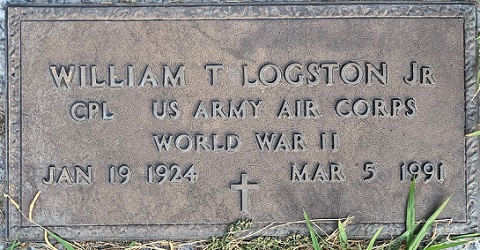 WILLIAM T LOGSTON JR
CPL US ARMY AIR CORPS
WORLD WAR II
JAN 19 1924 MAR 5 1991